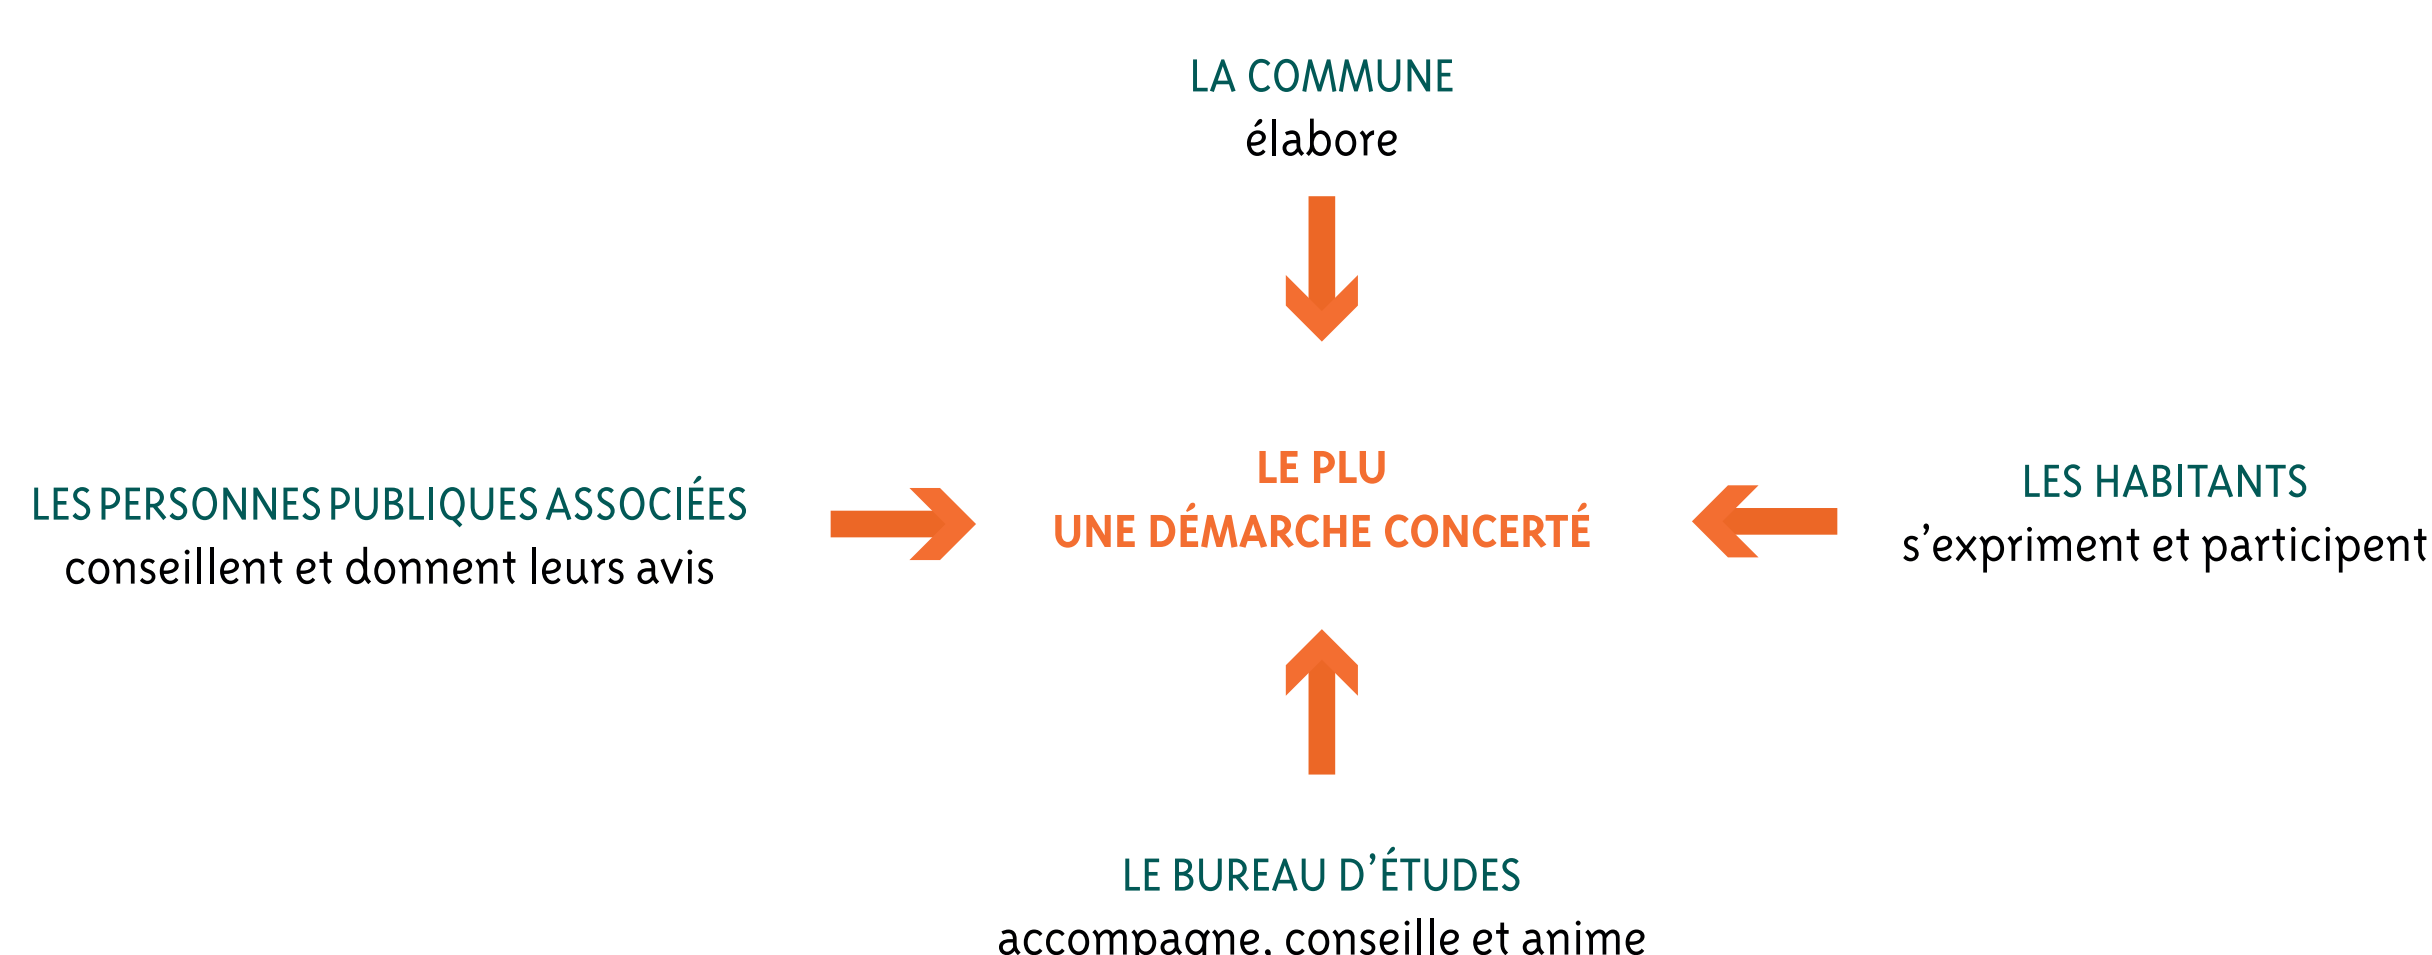 LA COMMUNE
élabore
LES PERSONNES PUBLIQUES ASSOCIÉES
conseillent et donnent leurs avis
LE PLU
UNE DÉMARCHE CONCERTÉ
LES HABITANTS
s’expriment et participent
LE BUREAU D’ÉTUDES
accompagne, conseille et anime